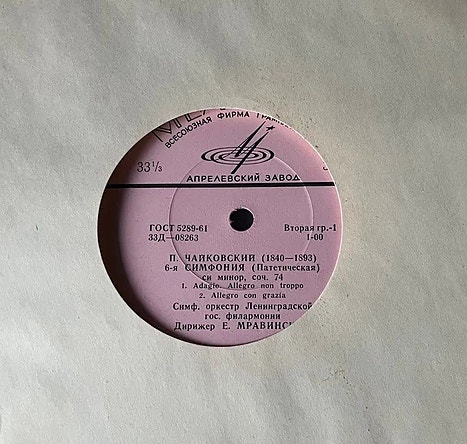 ВСЕСОЮЗНАЯ ФИРМА
33⅓
АПРЕЛЕВСКИЙ ЗАВОД
ГОСТ 5289-61
Вторая гр.-1
33Д—08263
1-00
П. ЧАЙКОВСКИЙ (1840—1893)
6-я СИМФОНИЯ (Патетическая)
си минор, соч. 74
1. Adagio. Allegro non troppo
2. Allegro con grazia
Симф. оркестр Ленинградской
гос. филармонии
Дирижер Е. МРАВИНС